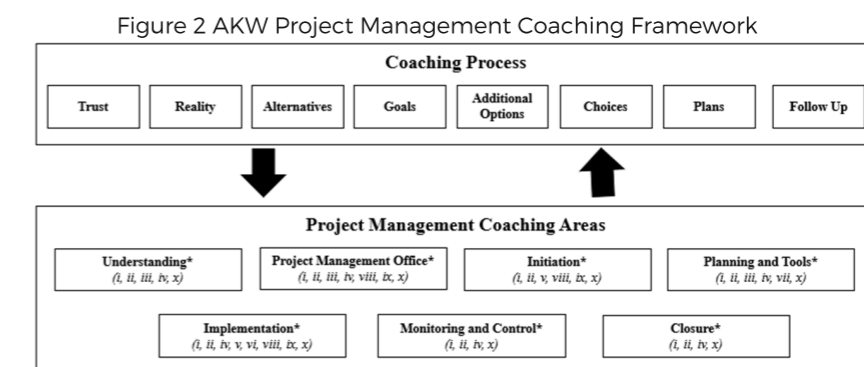 Figure 2 AKW Project Management Coaching Framework
Coaching Process
Trust
Reality
Alternatives
Goals
Additional
Options
Choices
Plans
Follow Up
Project Management Coaching Areas
Understanding*
(i, ii, iii, iv, x)
Project Management Office*
(i, ii, iii, iv, viii, ix, x)
Initiation*
(i, ii, v, viii, ix, x)
Planning and Tools*
(i, ii, iii, iv, vii, x)
Implementation*
(i, ii, iv, v, vi, viii, ix, x)
Monitoring and Control*
(i, ii, iv, x)
Closure*
(i, ii, iv, x)